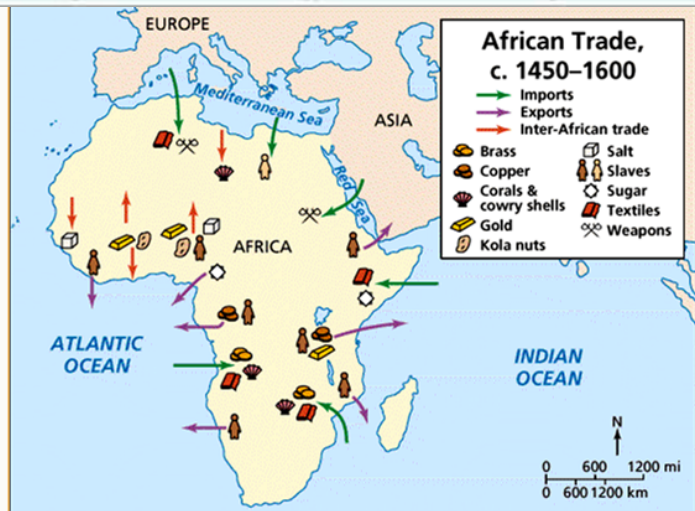 EUROPE
Mediterranean Sea
ASIA
Red Sea
AFRICA
ATLANTIC
OCEAN
INDIAN
OCEAN
African Trade,
c. 1450–1600
Imports
Exports
Inter-African trade
Brass
Copper
Corals &
cowry shells
Gold
Kola nuts
Salt
Slaves
Sugar
Textiles
Weapons
N
0 600 1200 mi
0 600 1200 km